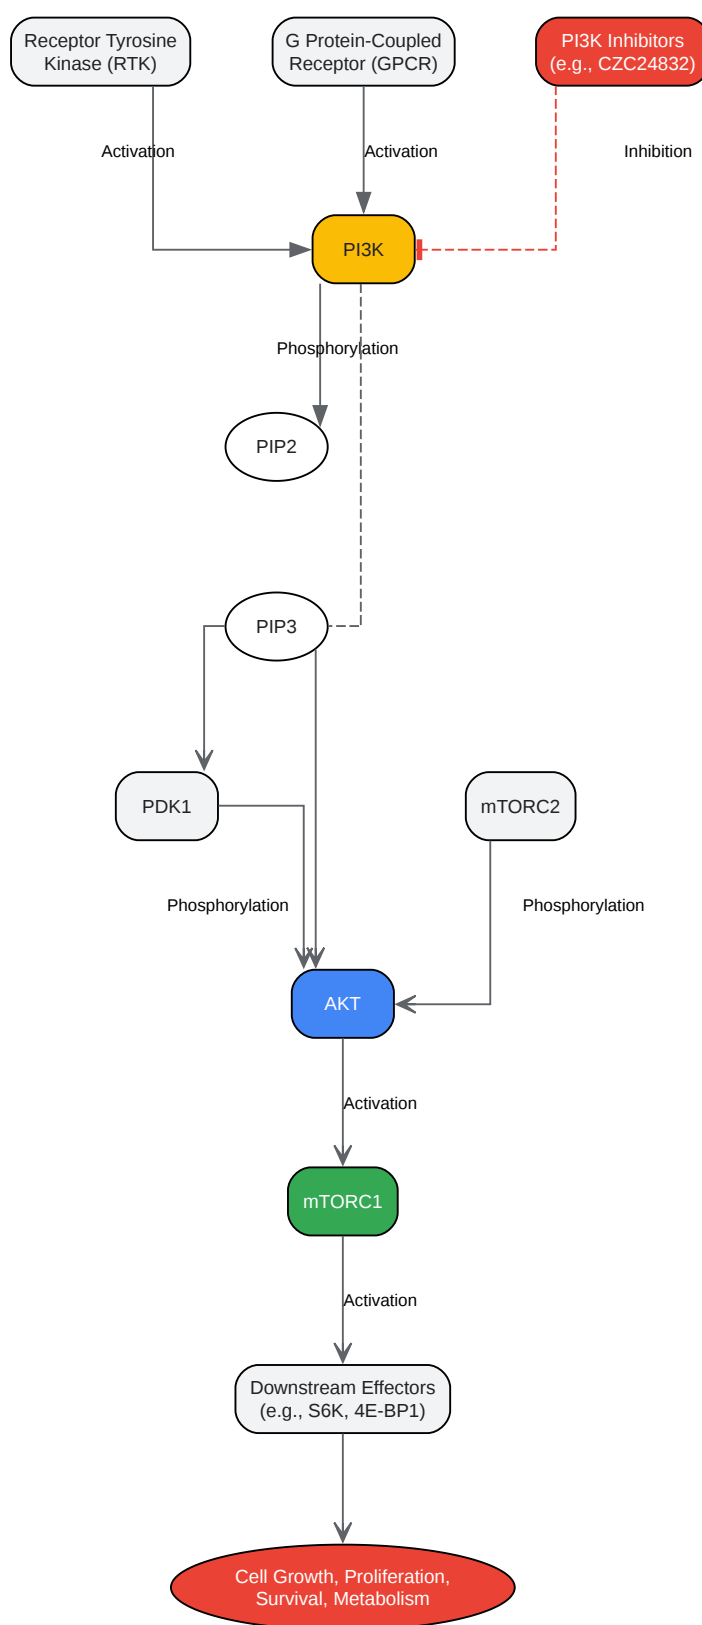 Receptor Tyrosine
Kinase (RTK)
G Protein-Coupled
Receptor (GPCR)
PI3K Inhibitors
(e.g., CZC24832)
Activation
Activation
Inhibition
PI3K
Phosphorylation
PIP2
PIP3
PDK1
mTORC2
Phosphorylation
Phosphorylation
AKT
Activation
mTORC1
Activation
Downstream Effectors
(e.g., S6K, 4E-BP1)
Cell Growth, Proliferation,
Survival, Metabolism